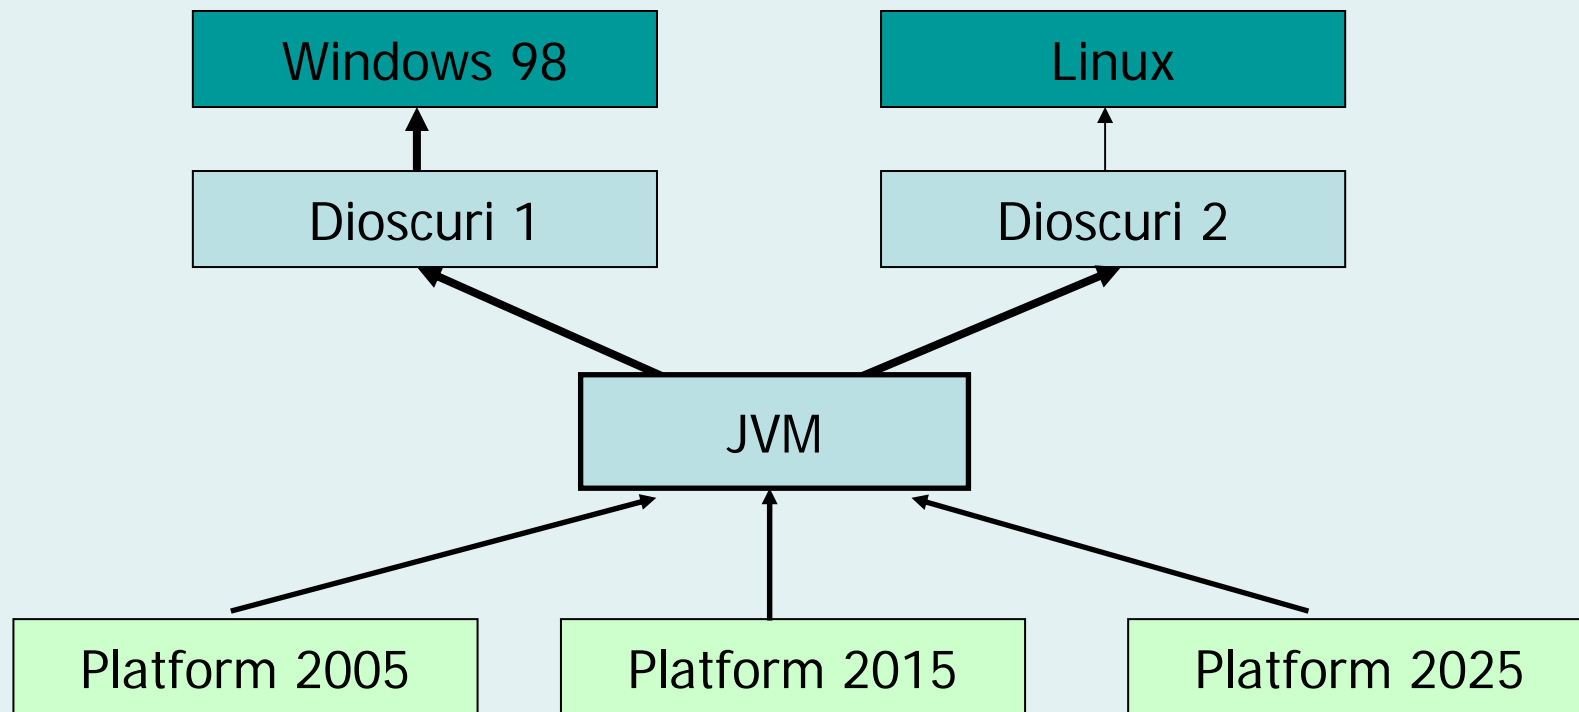 Windows 98
Linux
Dioscuri 1
Dioscuri 2
JVM
Platform 2005
Platform 2015
Platform 2025